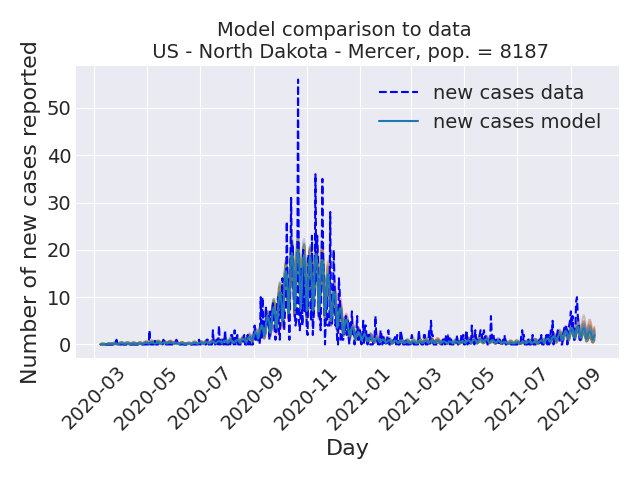 Model comparison to data
US - North Dakota - Mercer, pop. = 8187
Number of new cases reported
50
40
30
20
10
0
new cases data
new cases model
2020-03
2020-05
2020-07
2020-09
2020-11
2021-01
2021-03
2021-05
2021-07
2021-09
Day